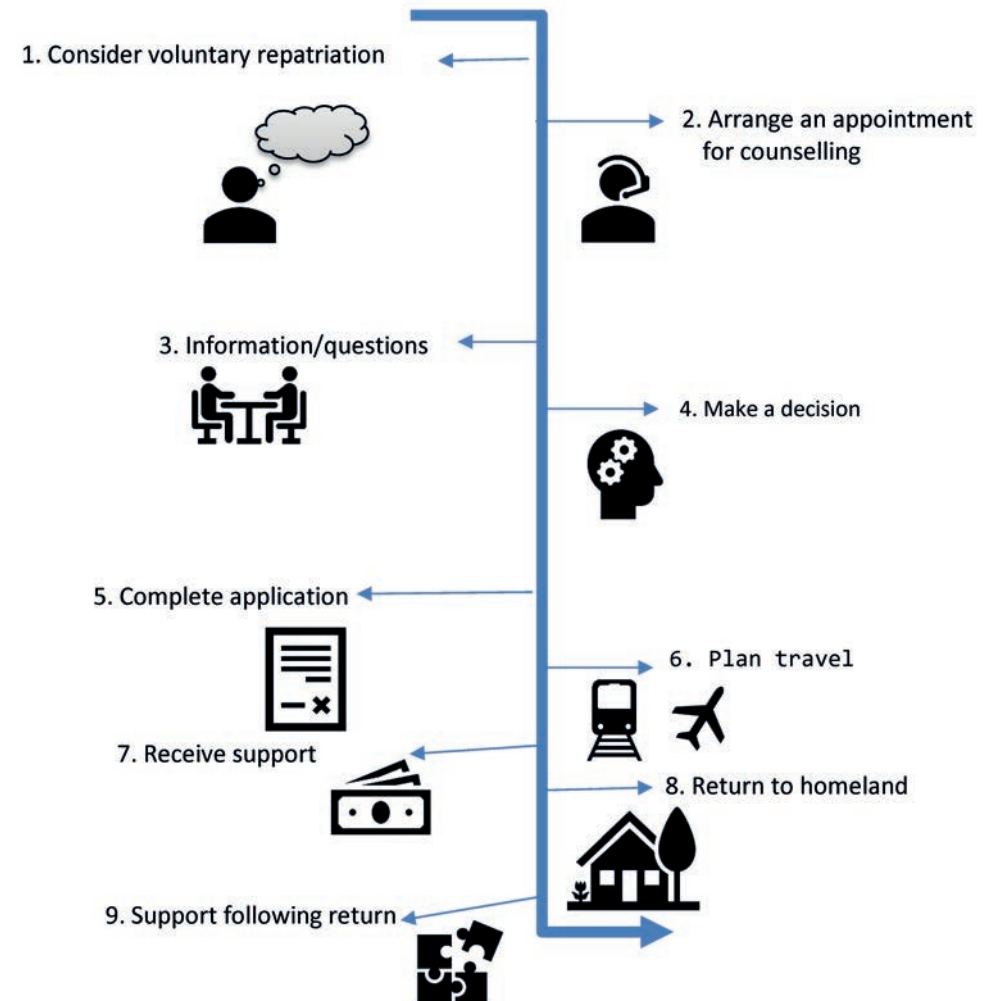 1. Consider voluntary repatriation
2. Arrange an appointment
for counselling
3. Information/questions
4. Make a decision
5. Complete application
6. Plan travel
7. Receive support
8. Return to homeland
9. Support following return